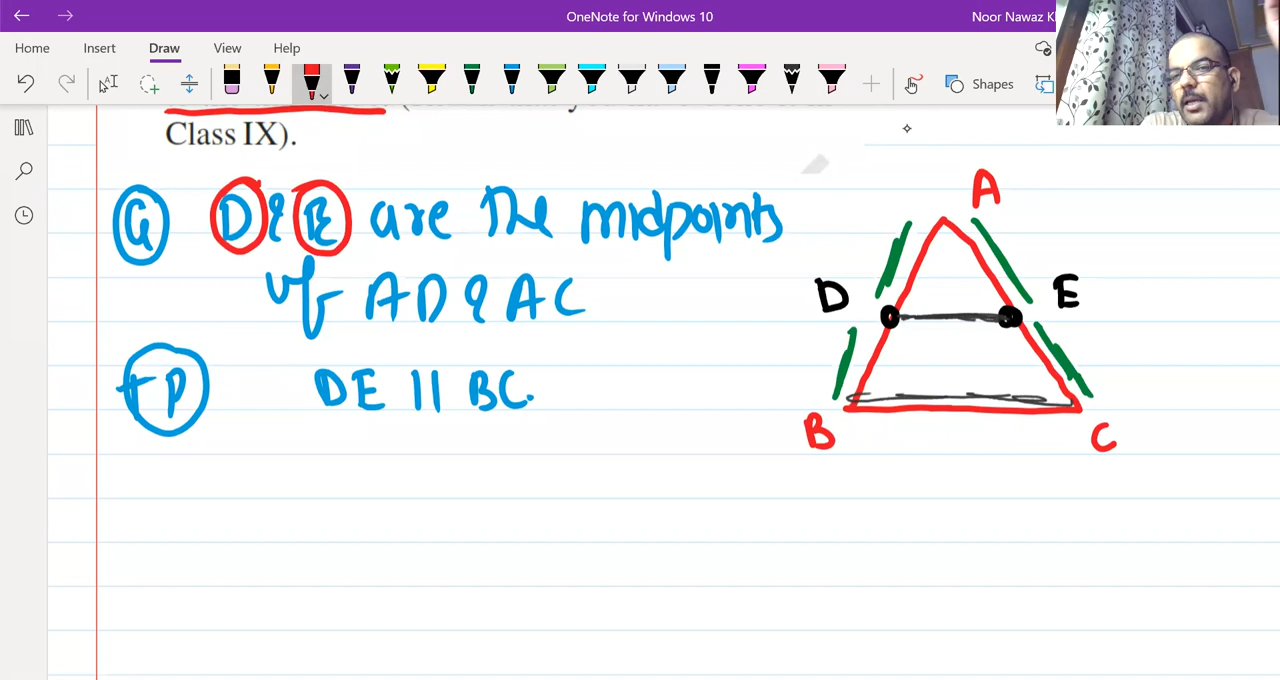 OneNote for Windows 10
Noor Nawaz Kh
Home Insert Draw View Help
Shapes
Class IX).
G D & E are the midpoints
of AD & AC
TP DE || BC.
A
D E
B C